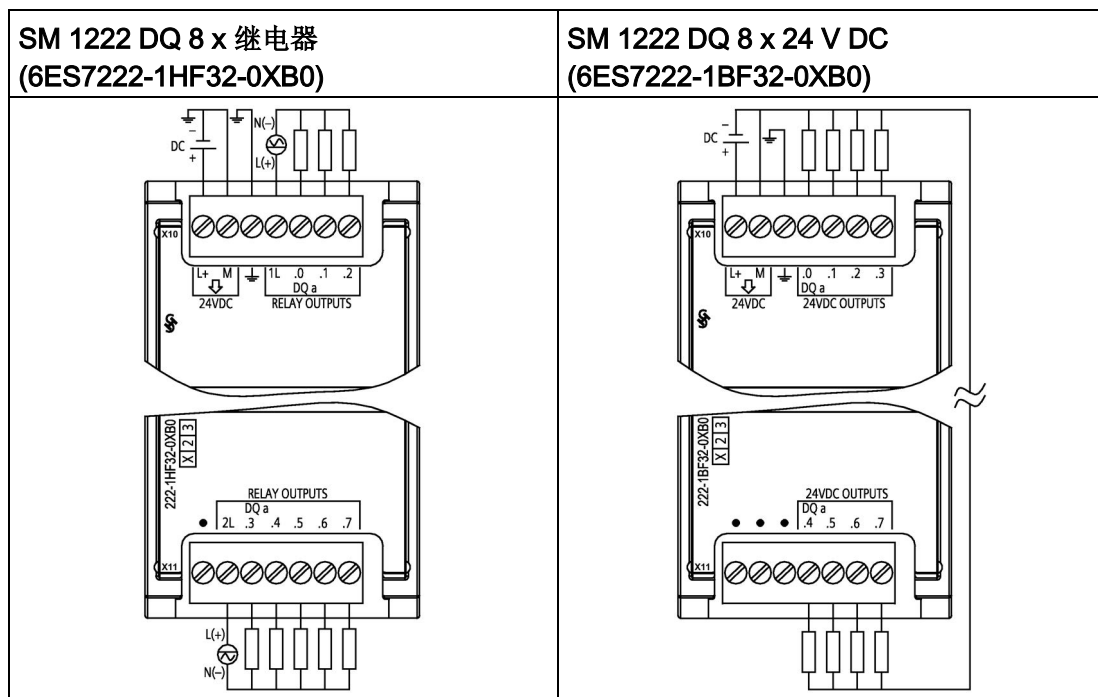 SM 1222 DQ 8 x 继电器
(6ES7222-1HF32-0XB0)
SM 1222 DQ 8 x 24 V DC
(6ES7222-1BF32-0XB0)
N(–)
DC
L(+)
X10
L+ M 1L .0 .1 .2
DQ a
24VDC RELAY OUTPUTS
222-1HF32-0XB0
X 2 3
RELAY OUTPUTS
DQ a
2L .3 .4 .5 .6 .7
X11
L(+)
N(–)
DC
X10
L+ M .0 .1 .2 .3
DQ a
24VDC 24VDC OUTPUTS
222-1BF32-0XB0
X 2 3
24VDC OUTPUTS
DQ a
.4 .5 .6 .7
X11